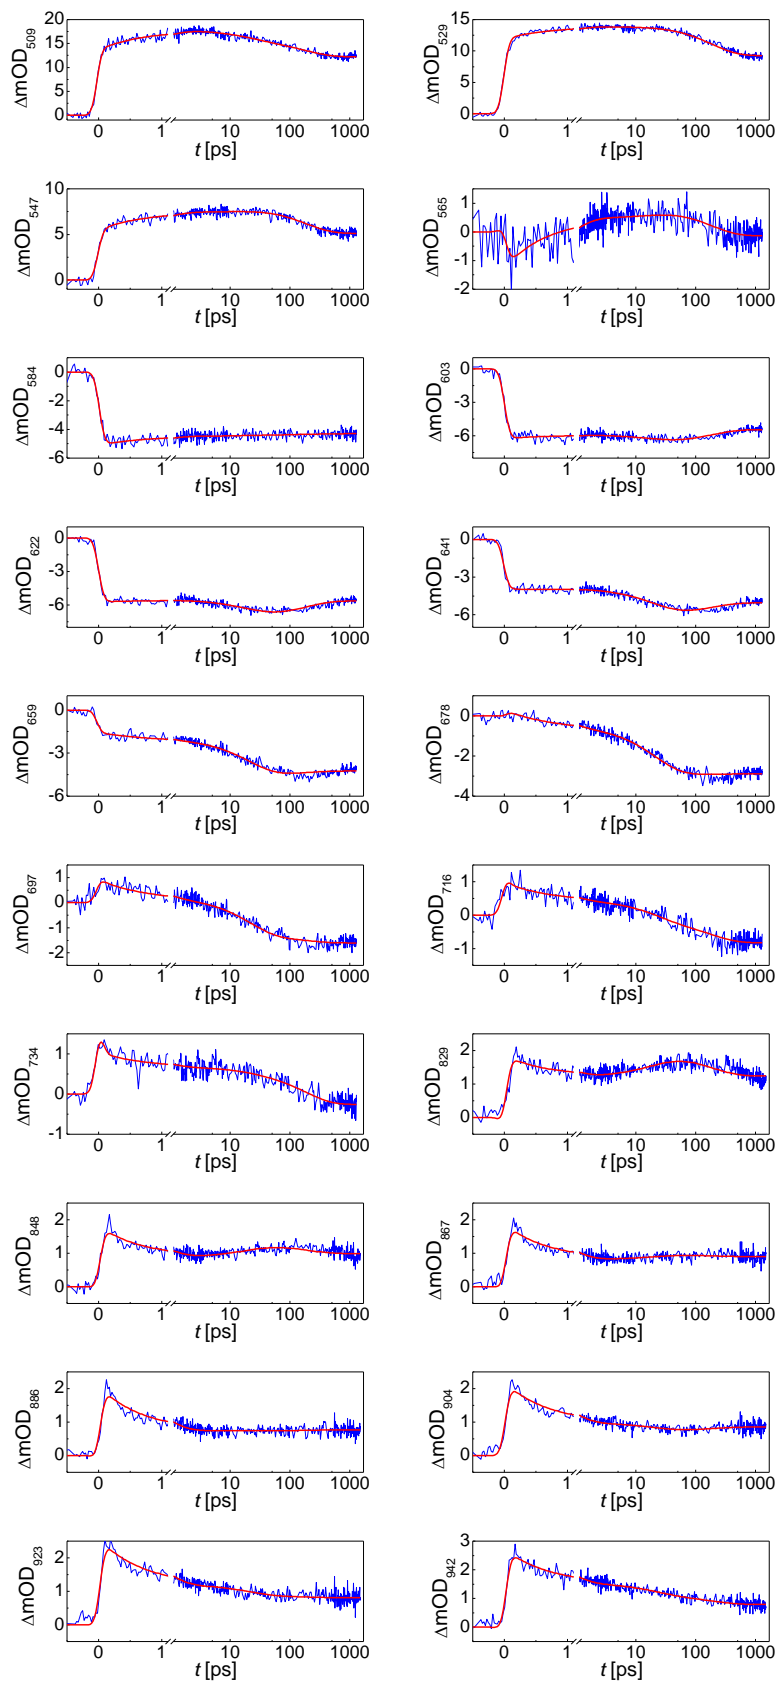 ΔmOD509
20
15
10
5
0
0 1 10 100 1000
t [ps]
ΔmOD529
15
10
5
0
0 1 10 100 1000
t [ps]
ΔmOD547
10
5
0
0 1 10 100 1000
t [ps]
ΔmOD565
1
0
-1
-2
0 1 10 100 1000
t [ps]
ΔmOD584
0
-2
-4
-6
0 1 10 100 1000
t [ps]
ΔmOD603
0
-3
-6
0 1 10 100 1000
t [ps]
ΔmOD622
0
-3
-6
0 1 10 100 1000
t [ps]
ΔmOD641
0
-3
-6
0 1 10 100 1000
t [ps]
ΔmOD659
0
-3
-6
0 1 10 100 1000
t [ps]
ΔmOD678
0
-2
-4
0 1 10 100 1000
t [ps]
ΔmOD697
1
0
-1
-2
0 1 10 100 1000
t [ps]
ΔmOD716
1
0
-1
0 1 10 100 1000
t [ps]
ΔmOD734
1
0
-1
0 1 10 100 1000
t [ps]
ΔmOD829
2
1
0
0 1 10 100 1000
t [ps]
ΔmOD848
2
1
0
0 1 10 100 1000
t [ps]
ΔmOD867
2
1
0
0 1 10 100 1000
t [ps]
ΔmOD886
2
1
0
0 1 10 100 1000
t [ps]
ΔmOD904
2
1
0
0 1 10 100 1000
t [ps]
ΔmOD923
2
1
0
0 1 10 100 1000
t [ps]
ΔmOD942
3
2
1
0
0 1 10 100 1000
t [ps]